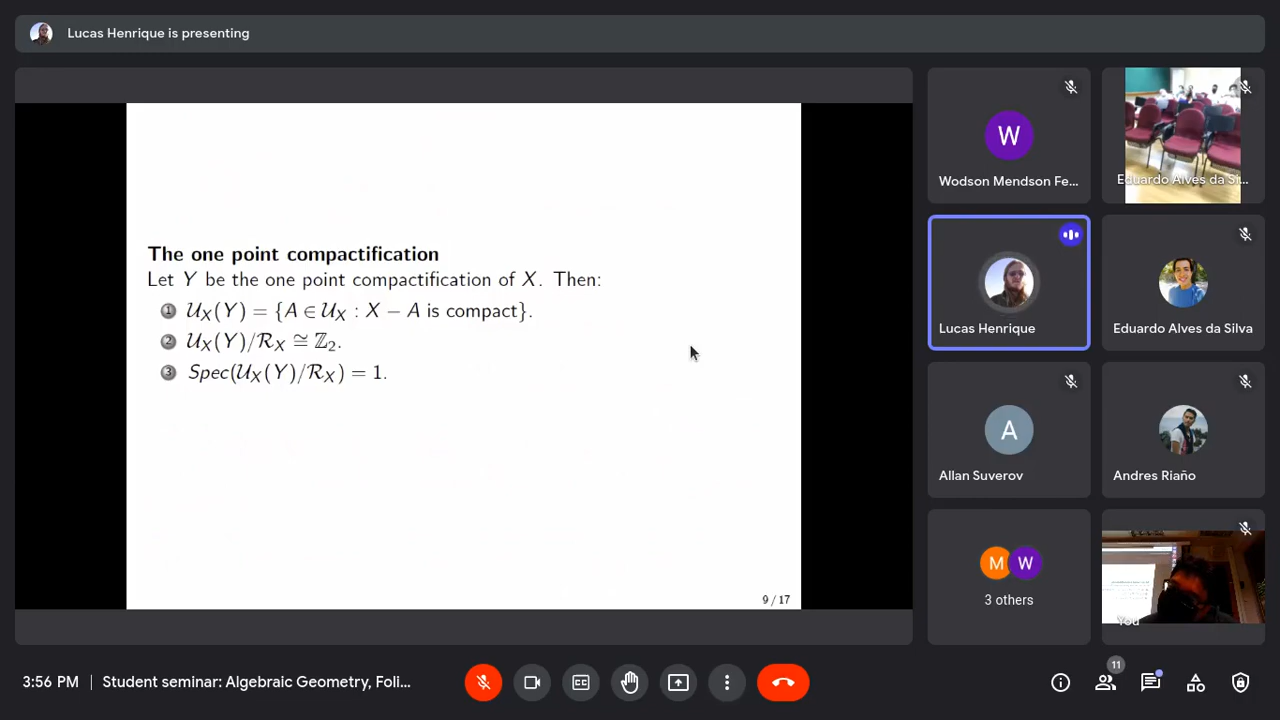 Lucas Henrique is presenting
The one point compactification
Let Y be the one point compactification of X. Then:
1 𝒰_X(Y) = {A ∈ 𝒰_X : X − A is compact}.
2 𝒰_X(Y)/ℛ_X ≅ ℤ₂.
3 Spec(𝒰_X(Y)/ℛ_X) = 1.
9 / 17
W
Wodson Mendson Fe...
Eduardo Alves da Si...
Lucas Henrique
Eduardo Alves da Silva
A
Allan Suverov
Andres Riaño
M W
3 others
You
3:56 PM | Student seminar: Algebraic Geometry, Foli...
CC
11